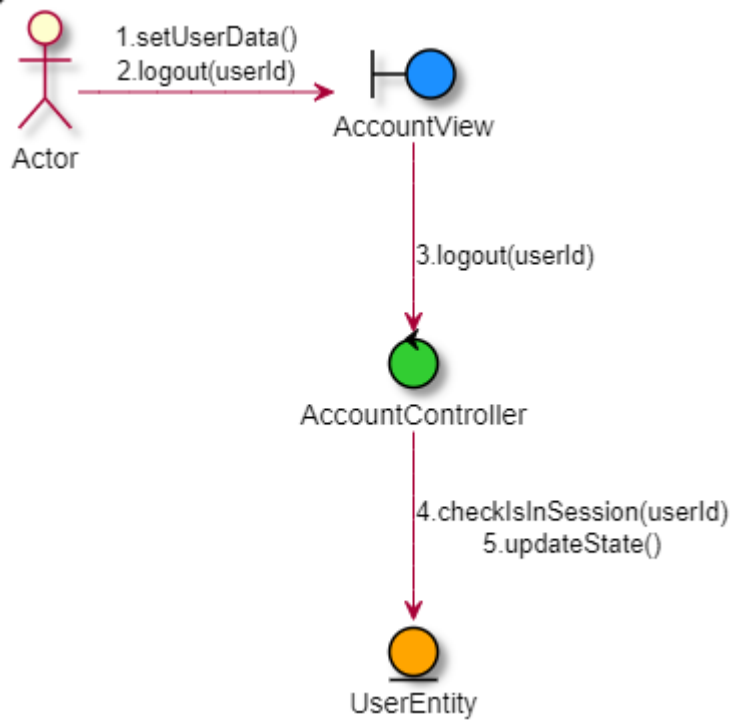 1.setUserData()
2.logout(userId)
Actor
AccountView
3.logout(userId)
AccountController
4.checkIsInSession(userId)
5.updateState()
UserEntity